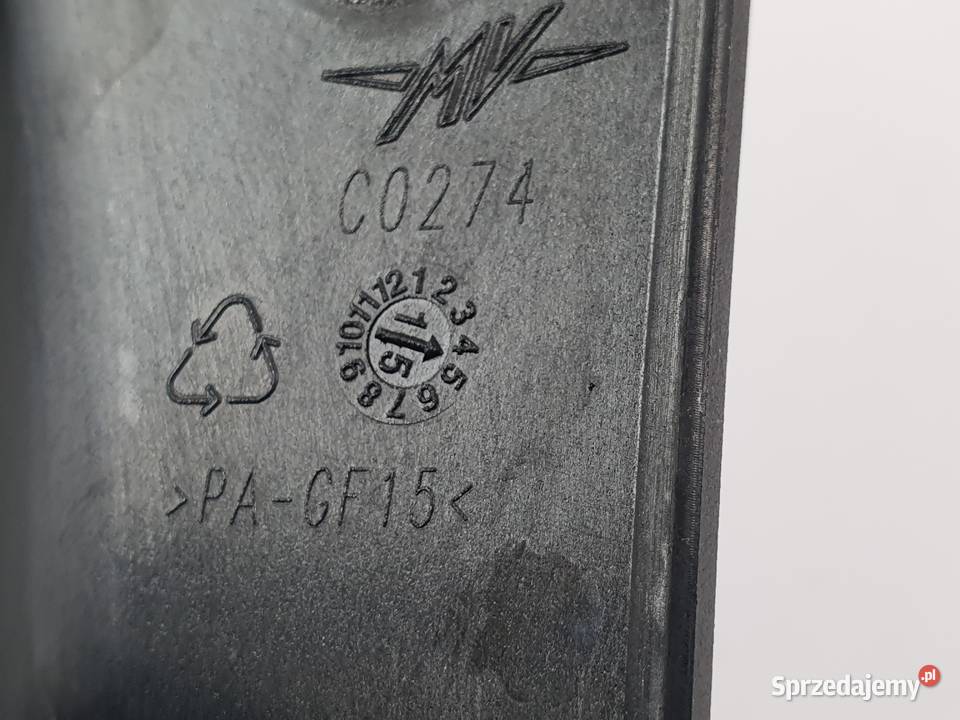 MV
C0274
1 2 3 4 5 6 7 8 9 10 11 12
15
>PA-GF15<
Sprzedajemy.pl